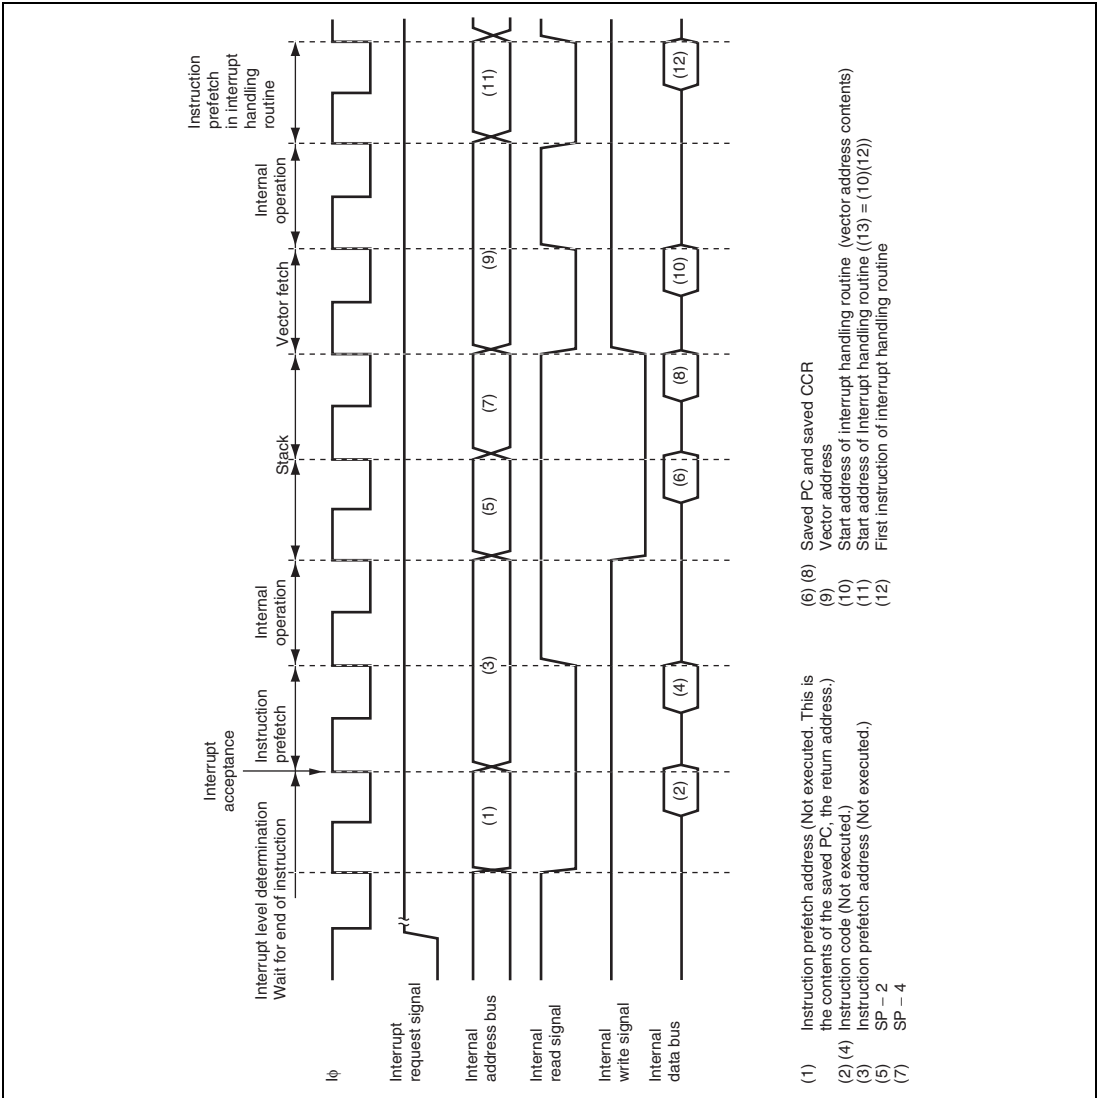 Interrupt level determination
Wait for end of instruction
Interrupt
acceptance
Instruction
prefetch
Internal
operation
Stack
Vector fetch
Internal
operation
Instruction
prefetch
in interrupt
handling
routine
Iφ
Interrupt
request signal
Internal
address bus
(1)
(3)
(5)
(7)
(9)
(11)
Internal
read signal
Internal
write signal
Internal
data bus
(2)
(4)
(6)
(8)
(10)
(12)
(1) Instruction prefetch address (Not executed. This is
the contents of the saved PC, the return address.)
(2) (4) Instruction code (Not executed.)
(3) Instruction prefetch address (Not executed.)
(5) SP – 2
(7) SP – 4
(6) (8) Saved PC and saved CCR
(9) Vector address
(10) Start address of interrupt handling routine (vector address contents)
(11) Start address of Interrupt handling routine ((13) = (10)(12))
(12) First instruction of interrupt handling routine